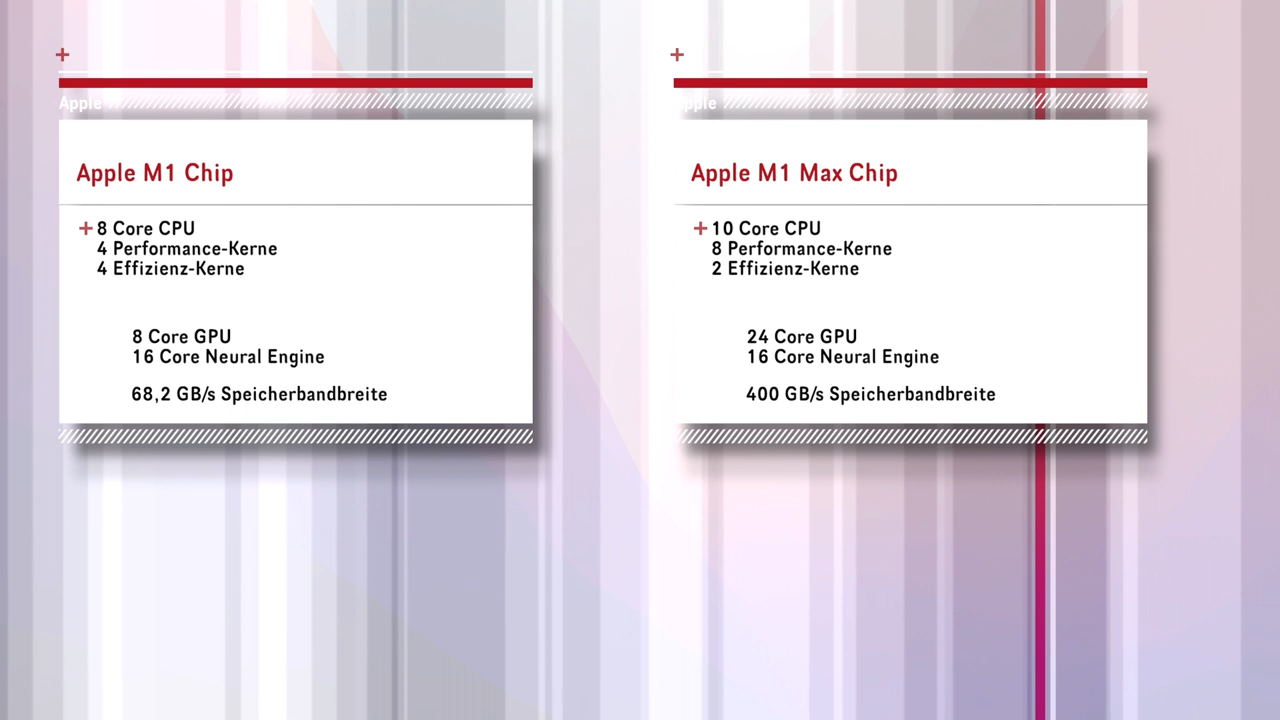 Apple
Apple M1 Chip
+ 8 Core CPU
4 Performance-Kerne
4 Effizienz-Kerne
8 Core GPU
16 Core Neural Engine
68,2 GB/s Speicherbandbreite
Apple
Apple M1 Max Chip
+ 10 Core CPU
8 Performance-Kerne
2 Effizienz-Kerne
24 Core GPU
16 Core Neural Engine
400 GB/s Speicherbandbreite